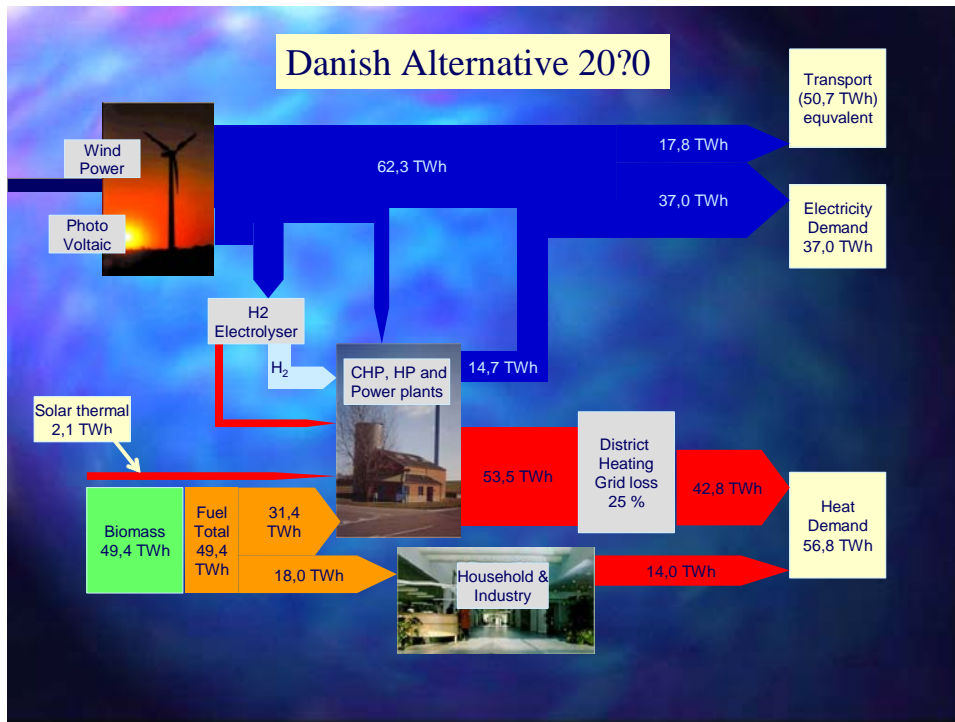 Danish Alternative 20?0
Transport
(50,7 TWh)
equvalent
Wind
Power
62,3 TWh
17,8 TWh
37,0 TWh
Photo
Voltaic
Electricity
Demand
37,0 TWh
H2
Electrolyser
H2
CHP, HP and
Power plants
14,7 TWh
Solar thermal
2,1 TWh
53,5 TWh
District
Heating
Grid loss
25 %
42,8 TWh
Heat
Demand
56,8 TWh
Biomass
49,4 TWh
Fuel
Total
49,4
TWh
31,4
TWh
18,0 TWh
Household &
Industry
14,0 TWh